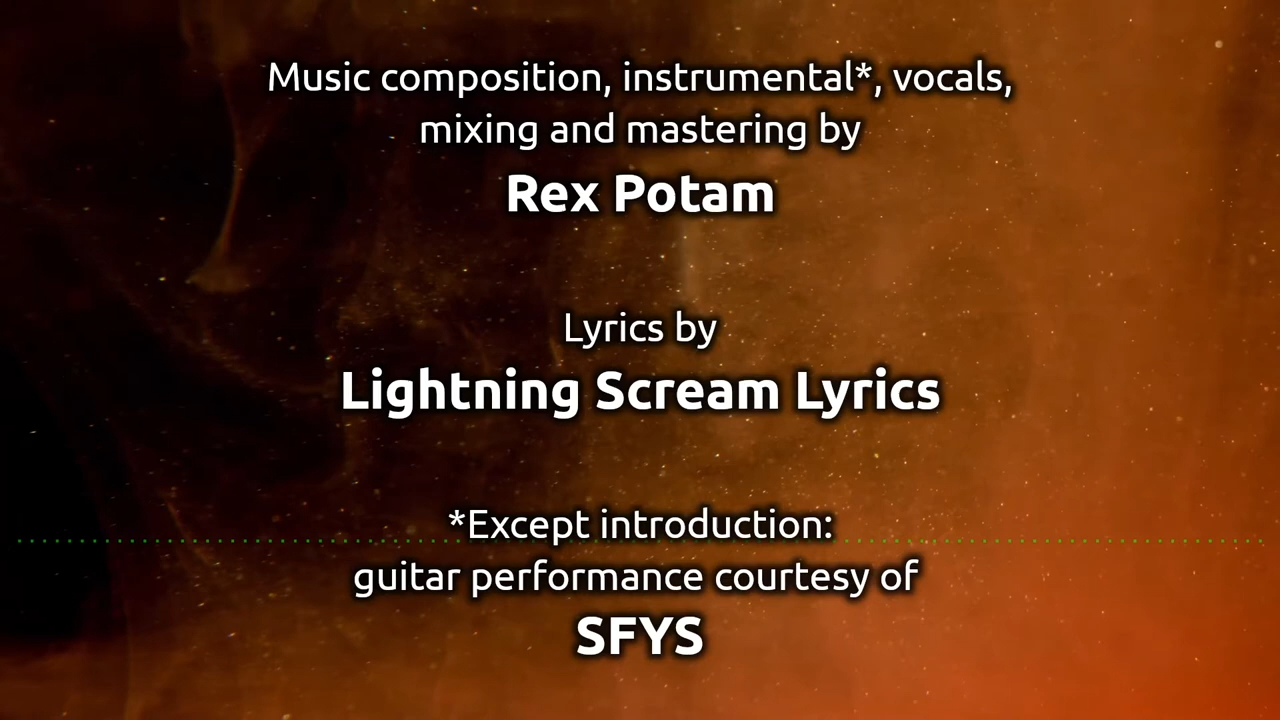 Music composition, instrumental*, vocals,
mixing and mastering by
Rex Potam
Lyrics by
Lightning Scream Lyrics
*Except introduction:
guitar performance courtesy of
SFYS